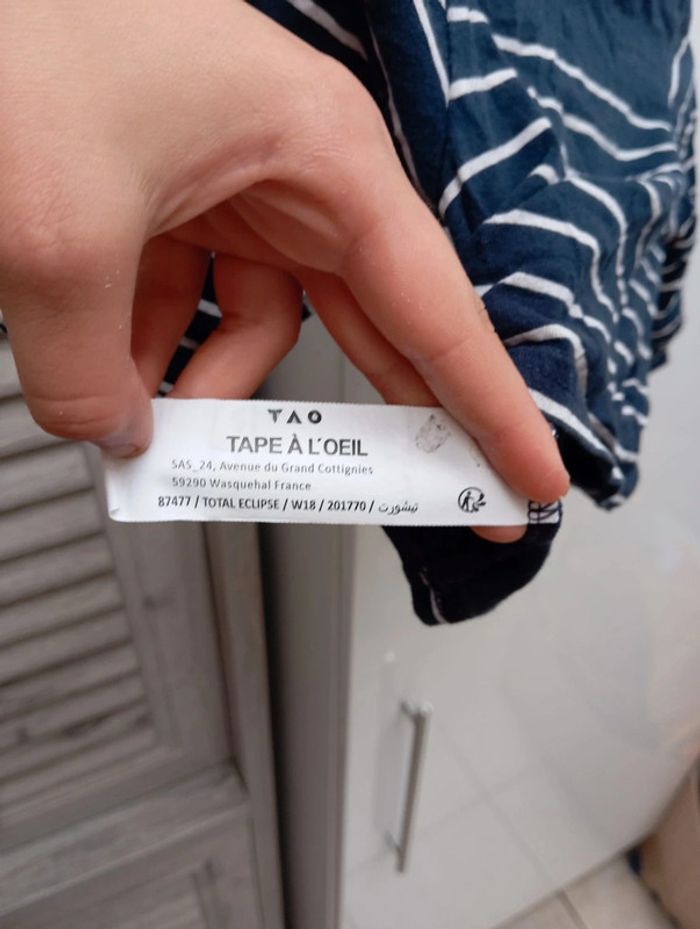 TAO
TAPE À L'OEIL
SAS_24, Avenue du Grand Cottignies
59290 Wasquehal France
87477 / TOTAL ECLIPSE / W18 / 201770 / تيشورت